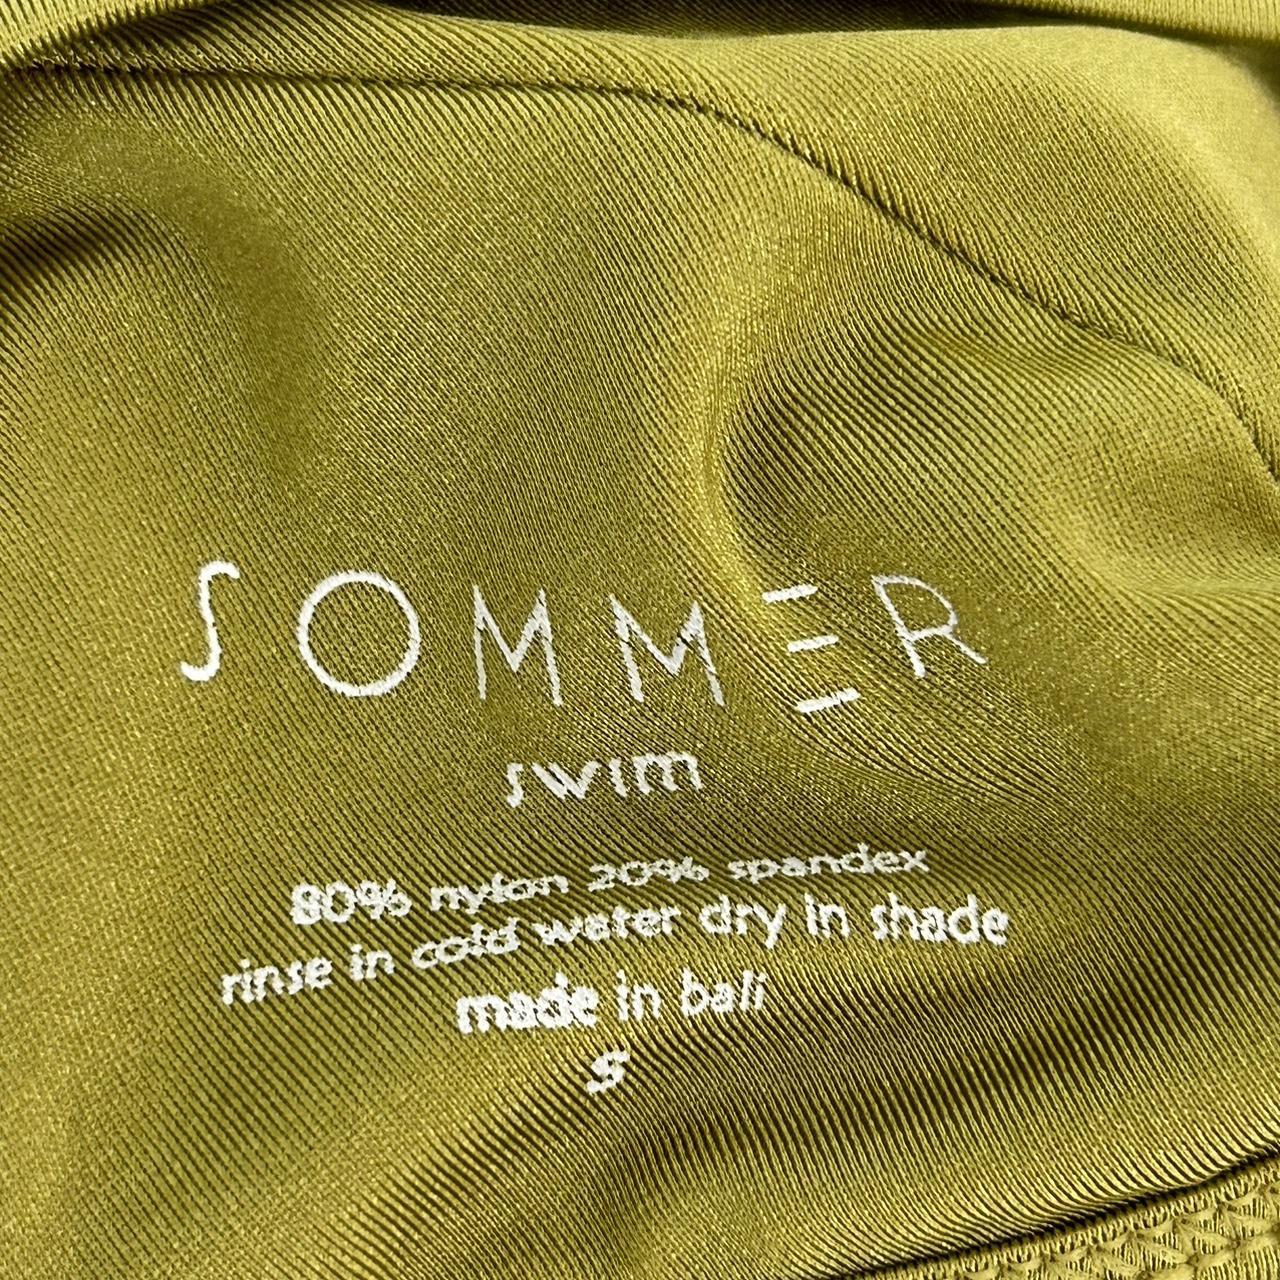 SOMMER
swim
80% nylon 20% spandex
rinse in cold water dry in shade
made in bali
S